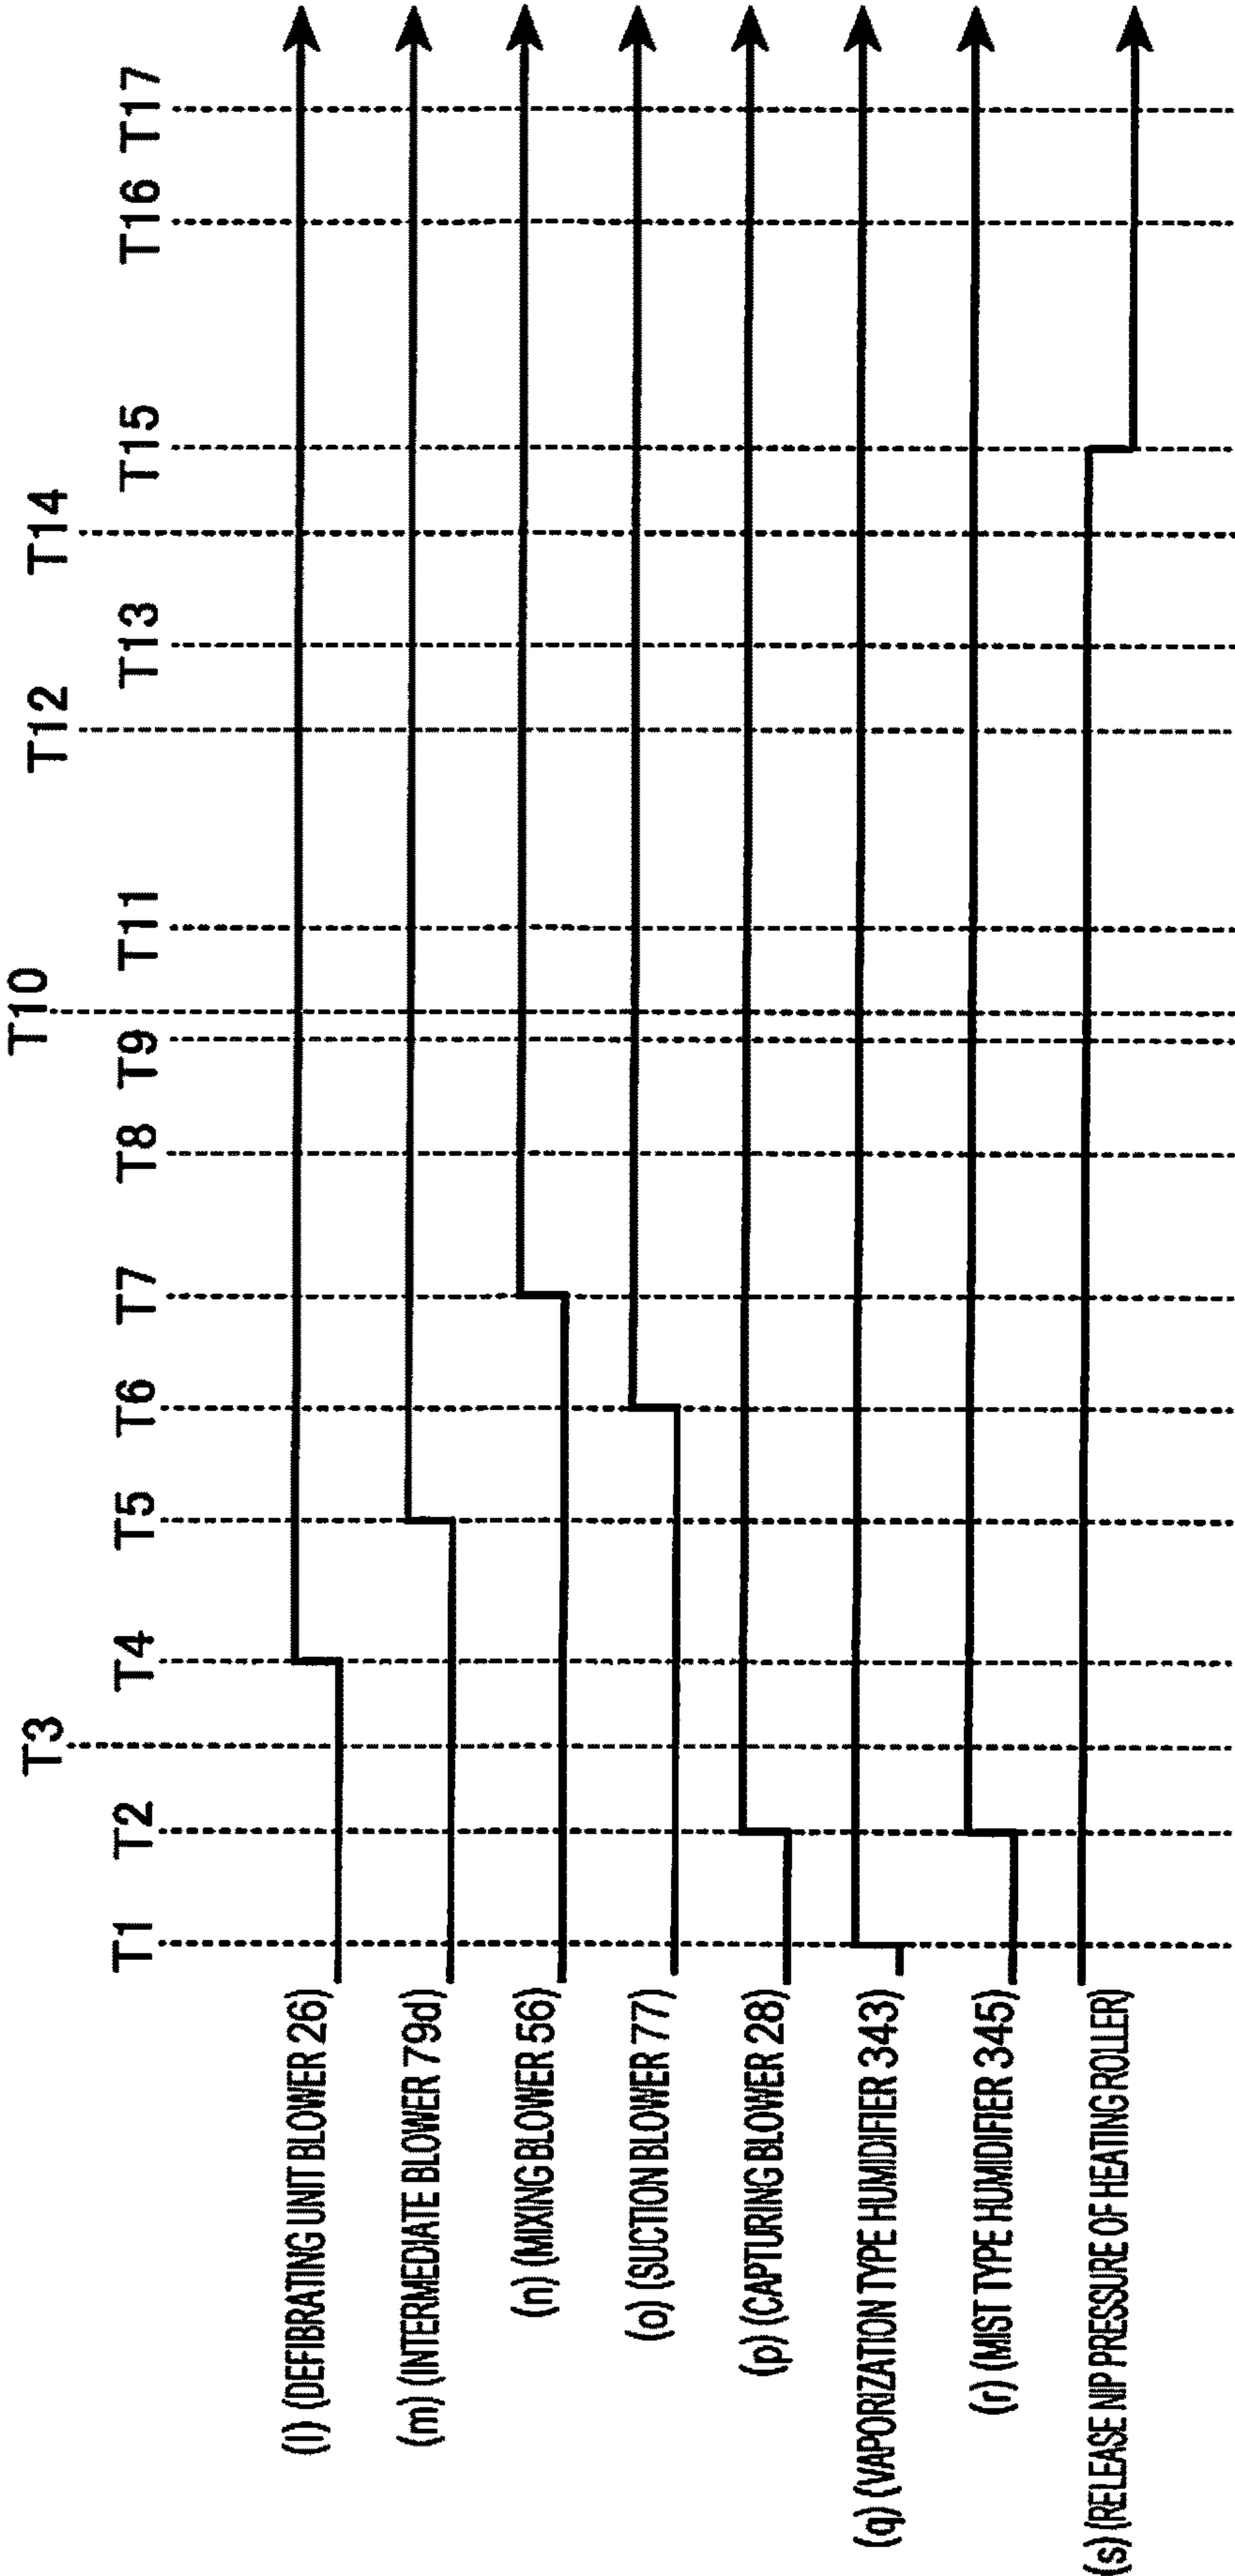 T1 T2 T3 T4 T5 T6 T7 T8 T9 T10 T11 T12 T13 T14 T15 T16 T17
(l) (DEFIBRATING UNIT BLOWER 26)
(m) (INTERMEDIATE BLOWER 79d)
(n) (MIXING BLOWER 56)
(o) (SUCTION BLOWER 77)
(p) (CAPTURING BLOWER 28)
(q) (VAPORIZATION TYPE HUMIDIFIER 343)
(r) (MIST TYPE HUMIDIFIER 345)
(s) (RELEASE NIP PRESSURE OF HEATING ROLLER)